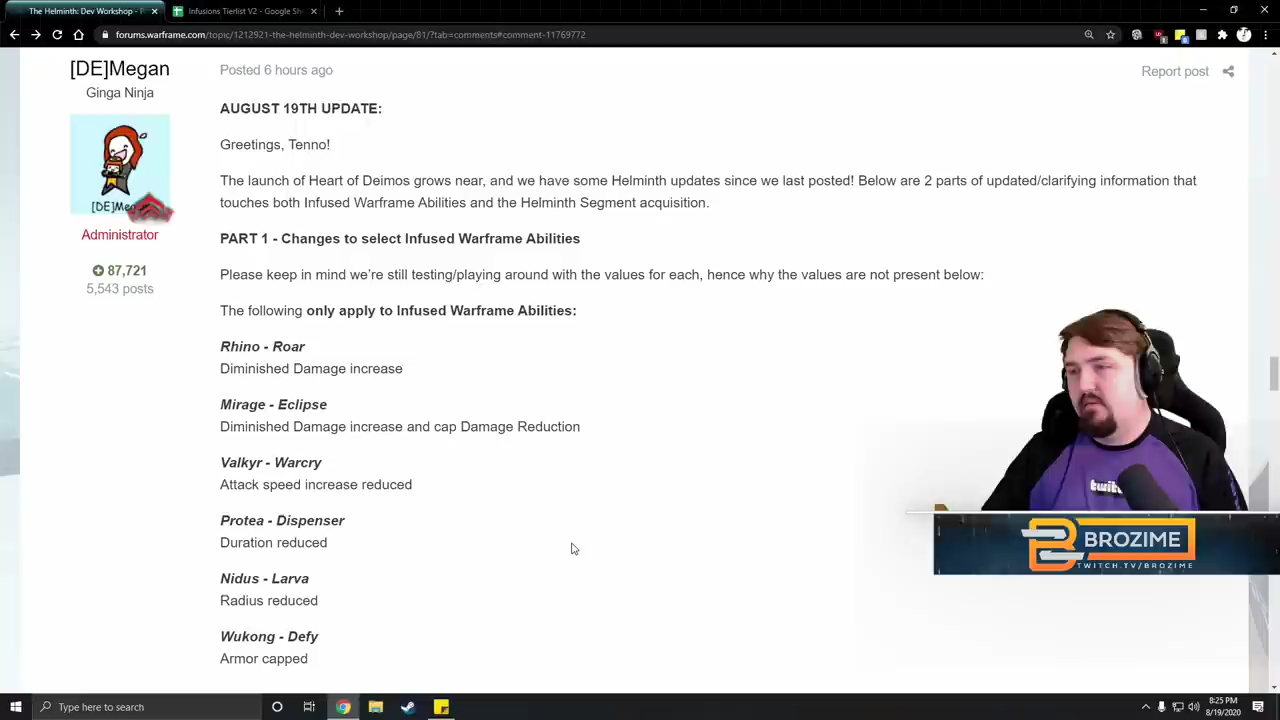 The Helminth: Dev Workshop - P
Infusions Tierlist V2 - Google Sh
forums.warframe.com/topic/1212921-the-helminth-dev-workshop/page/81/?tab=comments#comment-11769772
[DE]Megan
Ginga Ninja
[DE]Meg
Administrator
87,721
5,543 posts
Posted 6 hours ago
Report post
AUGUST 19TH UPDATE:
Greetings, Tenno!
The launch of Heart of Deimos grows near, and we have some Helminth updates since we last posted! Below are 2 parts of updated/clarifying information that
touches both Infused Warframe Abilities and the Helminth Segment acquisition.
PART 1 - Changes to select Infused Warframe Abilities
Please keep in mind we’re still testing/playing around with the values for each, hence why the values are not present below:
The following only apply to Infused Warframe Abilities:
Rhino - Roar
Diminished Damage increase
Mirage - Eclipse
Diminished Damage increase and cap Damage Reduction
Valkyr - Warcry
Attack speed increase reduced
Protea - Dispenser
Duration reduced
Nidus - Larva
Radius reduced
Wukong - Defy
Armor capped
twit
BROZIME
TWITCH.TV/BROZIME
Type here to search
8:25 PM
8/19/2020